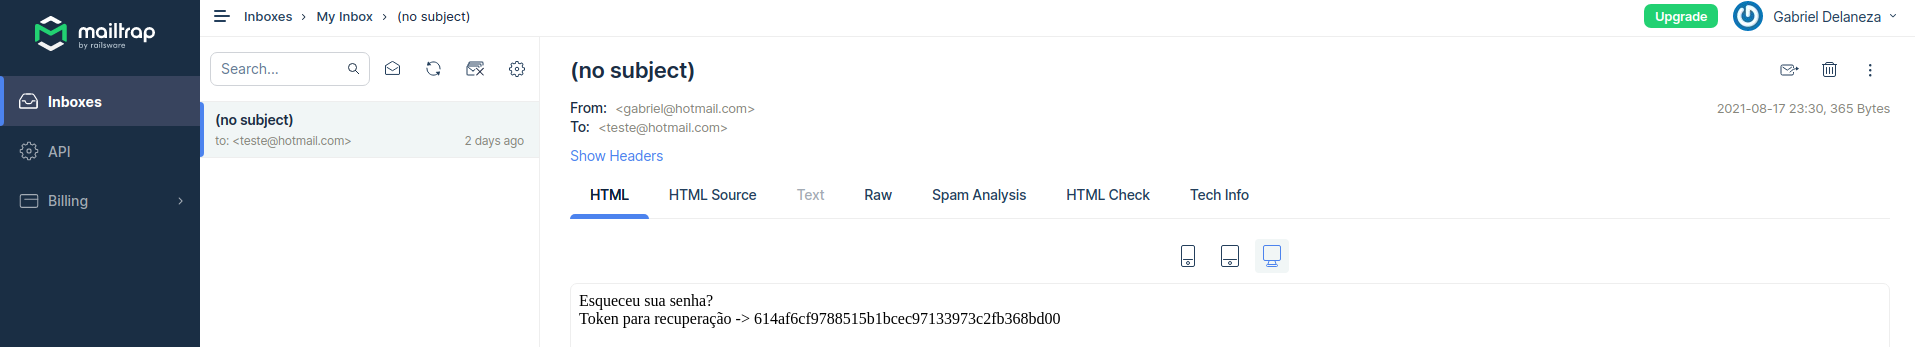 mailtrap
by railsware
Inboxes
API
Billing
Inboxes › My Inbox › (no subject)
Upgrade
Gabriel Delaneza
Search...
(no subject)
to: <teste@hotmail.com> 2 days ago
(no subject)
From: <gabriel@hotmail.com>
2021-08-17 23:30, 365 Bytes
To: <teste@hotmail.com>
Show Headers
HTML HTML Source Text Raw Spam Analysis HTML Check Tech Info
Esqueceu sua senha?
Token para recuperação -> 614af6cf9788515b1bcec97133973c2fb368bd00